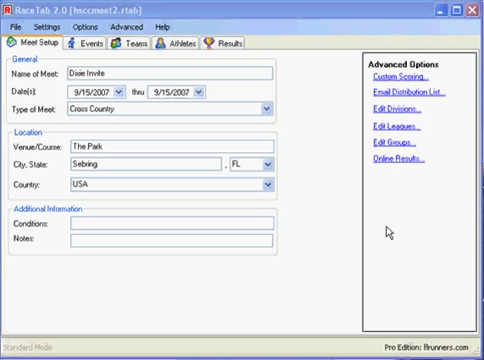 RaceTab 2.0 [hsccmeet2.rtab]
File Settings Options Advanced Help
Meet Setup Events Teams Athletes Results
General
Name of Meet: Dixie Invite
Date(s): 9/15/2007 thru 9/15/2007
Type of Meet: Cross Country
Location
Venue/Course: The Park
City, State: Sebring , FL
Country: USA
Additional Information
Conditions:
Notes:
Advanced Options
Custom Scoring...
Email Distribution List...
Edit Divisions...
Edit Leagues...
Edit Groups...
Online Results...
Standard Mode
Pro Edition: flrunners.com